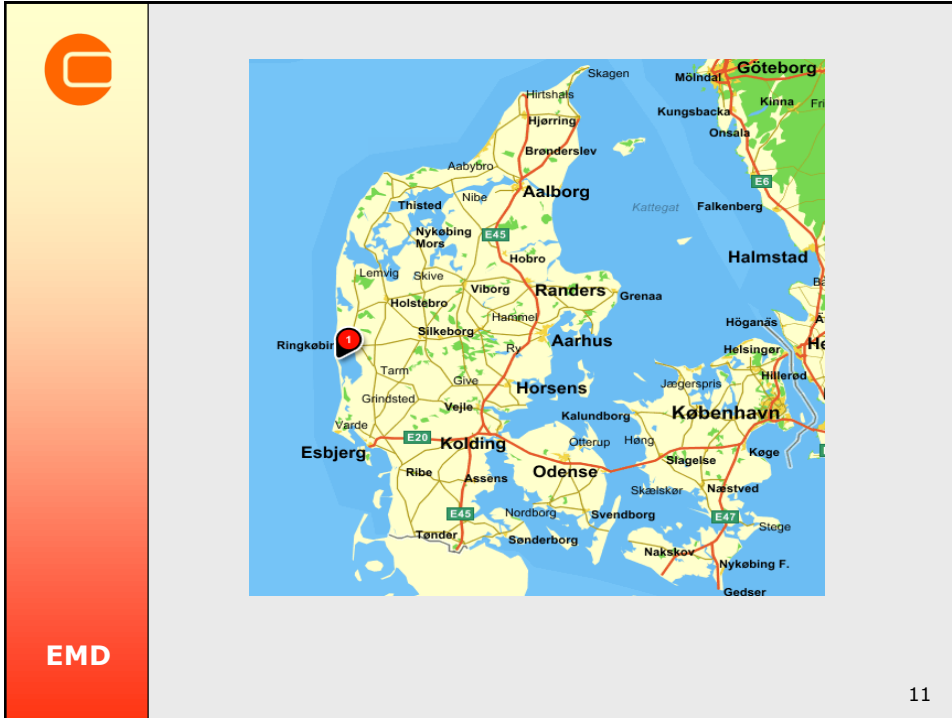 Göteborg
Skagen
Mölndal
Hirtshals
Kinna
Kungsbacka
Hjørring
Onsala
Brønderslev
Aabybro
E6
Aalborg
Nibe
Thisted
Kattegat
Falkenberg
Nykøbing
Mors
E45
Halmstad
Hobro
Lemvig
Skive
Viborg
Randers
Grenaa
Holstebro
Hammel
Höganäs
1
Silkeborg
Aarhus
Ry
Helsingør
Tarm
Give
Horsens
Jægerspris
Hillerød
Grindsted
Vejle
Kalundborg
København
Varde
E20
Kolding
Otterup
Høng
Esbjerg
Køge
Slagelse
Ribe
Assens
Odense
Skælskør
Næstved
E45
Nordborg
Svendborg
E47
Stege
Tønder
Sønderborg
Nakskov
Nykøbing F.
Gedser
EMD
11